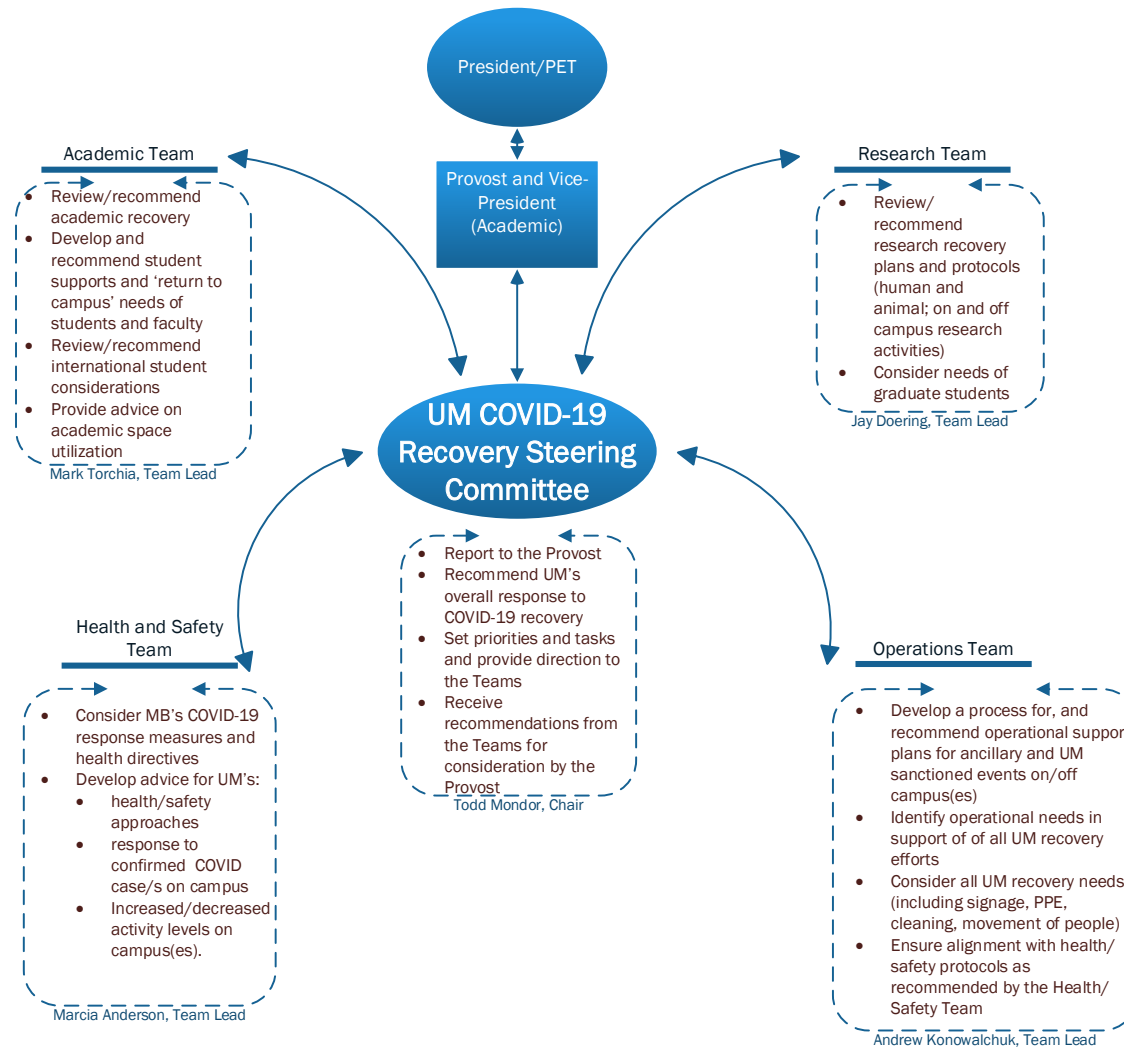 President/PET
Provost and Vice-
President
(Academic)
Academic Team
• Review/recommend
academic recovery
• Develop and
recommend student
supports and ‘return to
campus’ needs of
students and faculty
• Review/recommend
international student
considerations
• Provide advice on
academic space
utilization
Mark Torchia, Team Lead
Research Team
• Review/
recommend
research recovery
plans and protocols
(human and
animal; on and off
campus research
activities)
• Consider needs of
graduate students
Jay Doering, Team Lead
UM COVID-19
Recovery Steering
Committee
• Report to the Provost
• Recommend UM’s
overall response to
COVID-19 recovery
• Set priorities and tasks
and provide direction to
the Teams
• Receive
recommendations from
the Teams for
consideration by the
Provost
Todd Mondor, Chair
Health and Safety
Team
• Consider MB’s COVID-19
response measures and
health directives
• Develop advice for UM’s:
• health/safety
approaches
• response to
confirmed COVID
case/s on campus
• Increased/decreased
activity levels on
campus(es).
Marcia Anderson, Team Lead
Operations Team
• Develop a process for, and
recommend operational suppor
plans for ancillary and UM
sanctioned events on/off
campus(es)
• Identify operational needs in
support of of all UM recovery
efforts
• Consider all UM recovery needs
(including signage, PPE,
cleaning, movement of people)
• Ensure alignment with health/
safety protocols as
recommended by the Health/
Safety Team
Andrew Konowalchuk, Team Lead